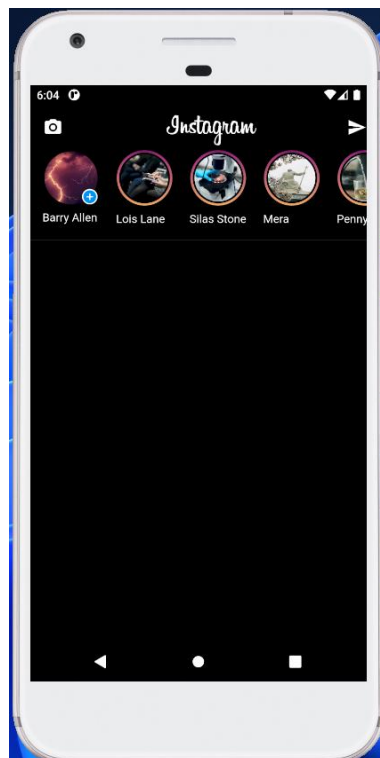 6:04
Instagram
Barry Allen
Lois Lane
Silas Stone
Mera
Penny